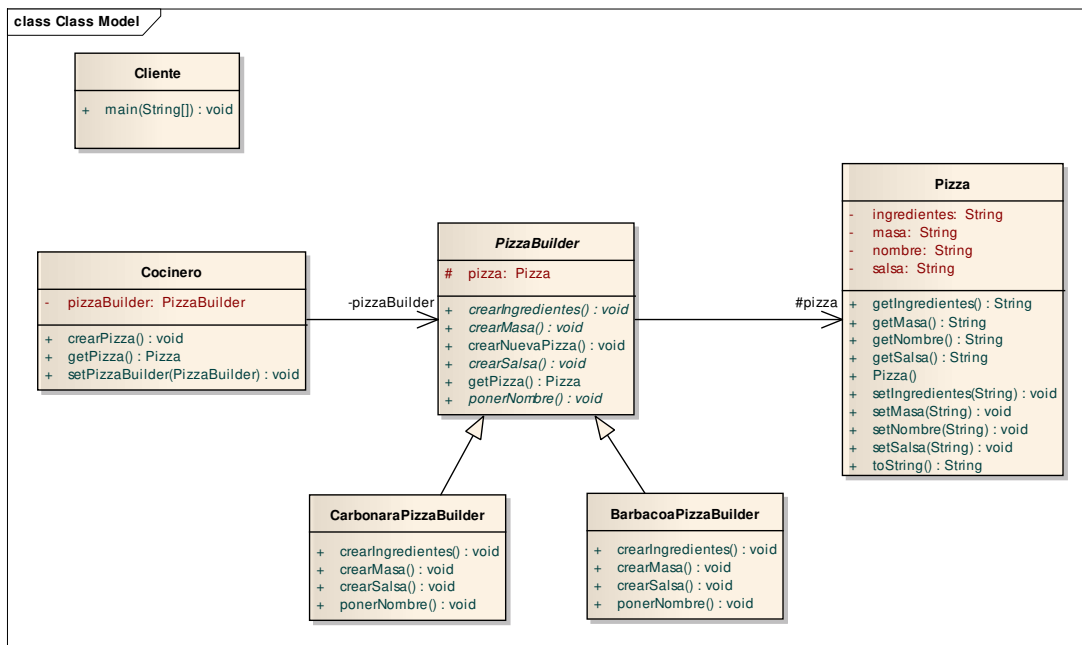 class Class Model
Cliente
+ main(String[]) : void
Cocinero
- pizzaBuilder: PizzaBuilder
+ crearPizza() : void
+ getPizza() : Pizza
+ setPizzaBuilder(PizzaBuilder) : void
-pizzaBuilder
PizzaBuilder
# pizza: Pizza
+ crearIngredientes() : void
+ crearMasa() : void
+ crearNuevaPizza() : void
+ crearSalsa() : void
+ getPizza() : Pizza
+ ponerNombre() : void
#pizza
Pizza
- ingredientes: String
- masa: String
- nombre: String
- salsa: String
+ getIngredientes() : String
+ getMasa() : String
+ getNombre() : String
+ getSalsa() : String
+ Pizza()
+ setIngredientes(String) : void
+ setMasa(String) : void
+ setNombre(String) : void
+ setSalsa(String) : void
+ toString() : String
CarbonaraPizzaBuilder
+ crearIngredientes() : void
+ crearMasa() : void
+ crearSalsa() : void
+ ponerNombre() : void
BarbacoaPizzaBuilder
+ crearIngredientes() : void
+ crearMasa() : void
+ crearSalsa() : void
+ ponerNombre() : void